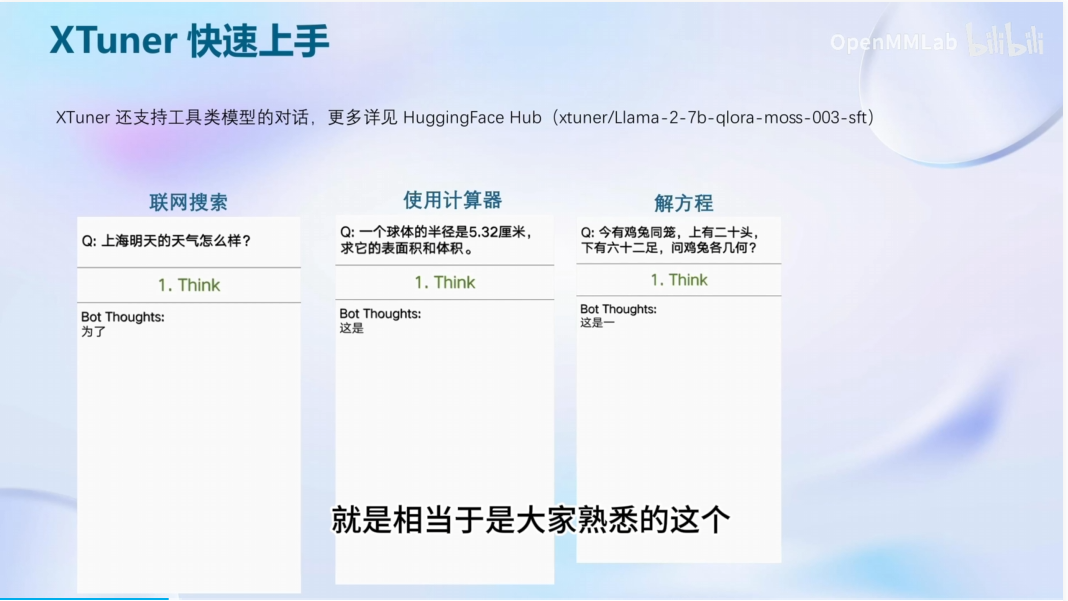 XTuner 快速上手
OpenMMLab bilibili
XTuner 还支持工具类模型的对话，更多详见 HuggingFace Hub（xtuner/Llama-2-7b-qlora-moss-003-sft）
联网搜索
Q: 上海明天的天气怎么样？
1. Think
Bot Thoughts:
为了
使用计算器
Q: 一个球体的半径是5.32厘米，
求它的表面积和体积。
1. Think
Bot Thoughts:
这是
解方程
Q: 今有鸡兔同笼，上有二十头，
下有六十二足，问鸡兔各几何？
1. Think
Bot Thoughts:
这是一
就是相当于是大家熟悉的这个